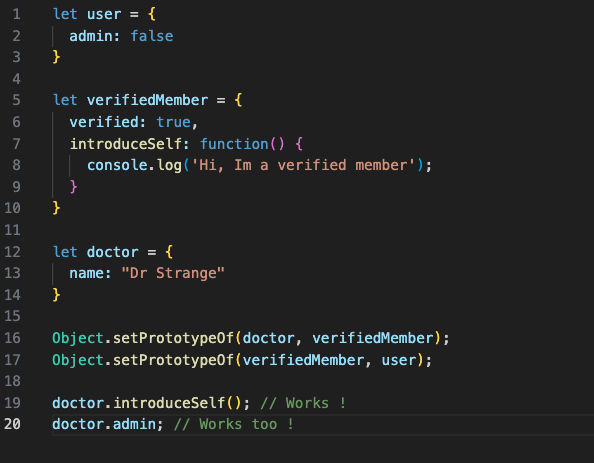 1 let user = {
2   admin: false
3 }
4
5 let verifiedMember = {
6   verified: true,
7   introduceSelf: function() {
8     console.log('Hi, Im a verified member');
9   }
10 }
11
12 let doctor = {
13   name: "Dr Strange"
14 }
15
16 Object.setPrototypeOf(doctor, verifiedMember);
17 Object.setPrototypeOf(verifiedMember, user);
18
19 doctor.introduceSelf(); // Works !
20 doctor.admin; // Works too !